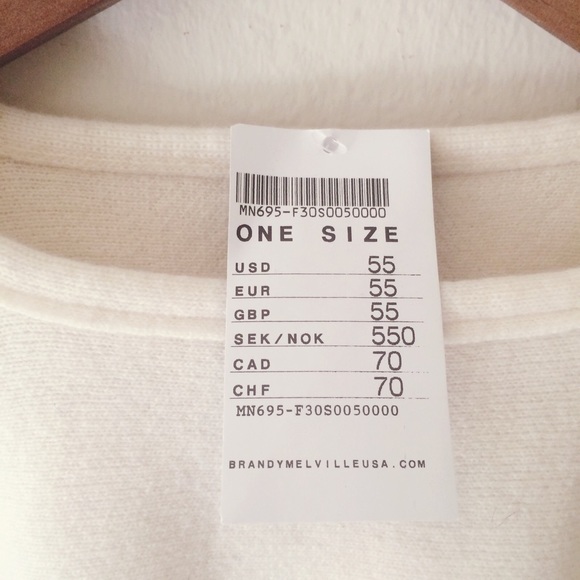 MN695-F30S0050000
ONE SIZE
USD 55
EUR 55
GBP 55
SEK/NOK 550
CAD 70
CHF 70
MN695-F30S0050000
BRANDYMELVILLEUSA.COM